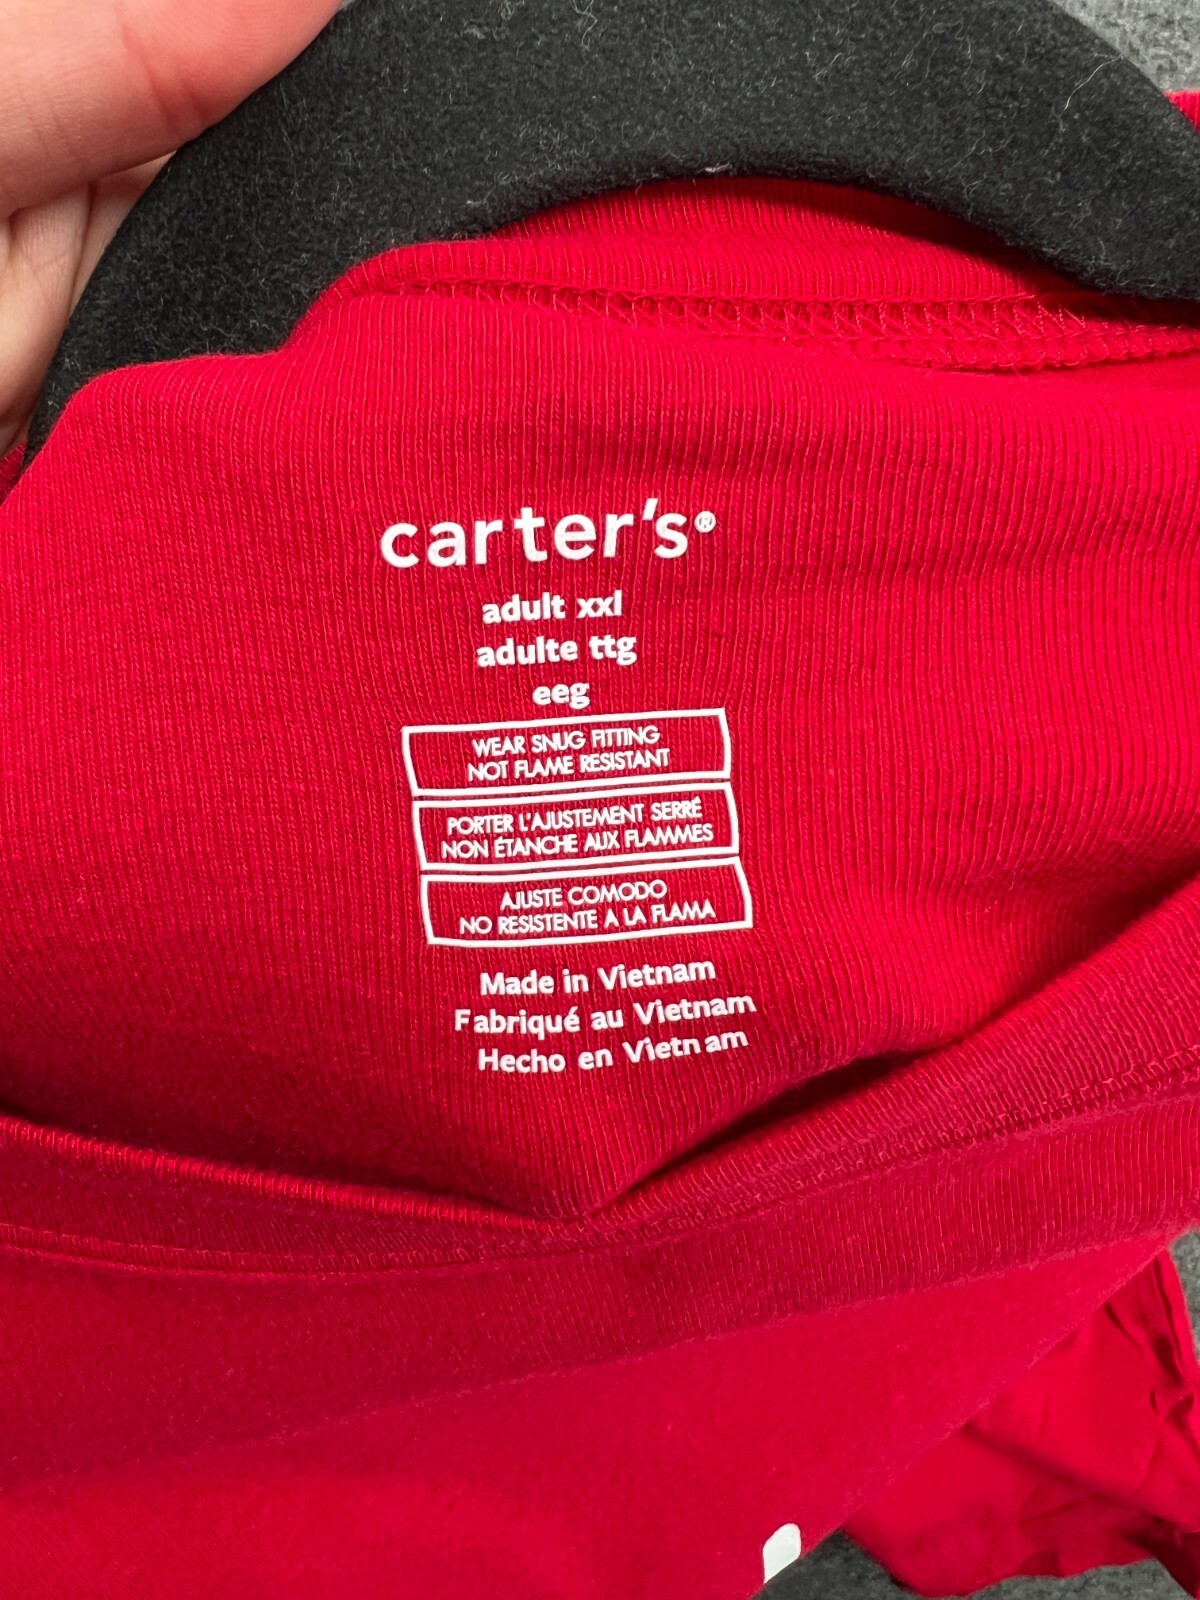 carter's®
adult xxl
adulte ttg
eeg
WEAR SNUG FITTING
NOT FLAME RESISTANT
PORTER L'AJUSTEMENT SERRÉ
NON ÉTANCHE AUX FLAMMES
AJUSTE COMODO
NO RESISTENTE A LA FLAMA
Made in Vietnam
Fabriqué au Vietnam
Hecho en Vietnam